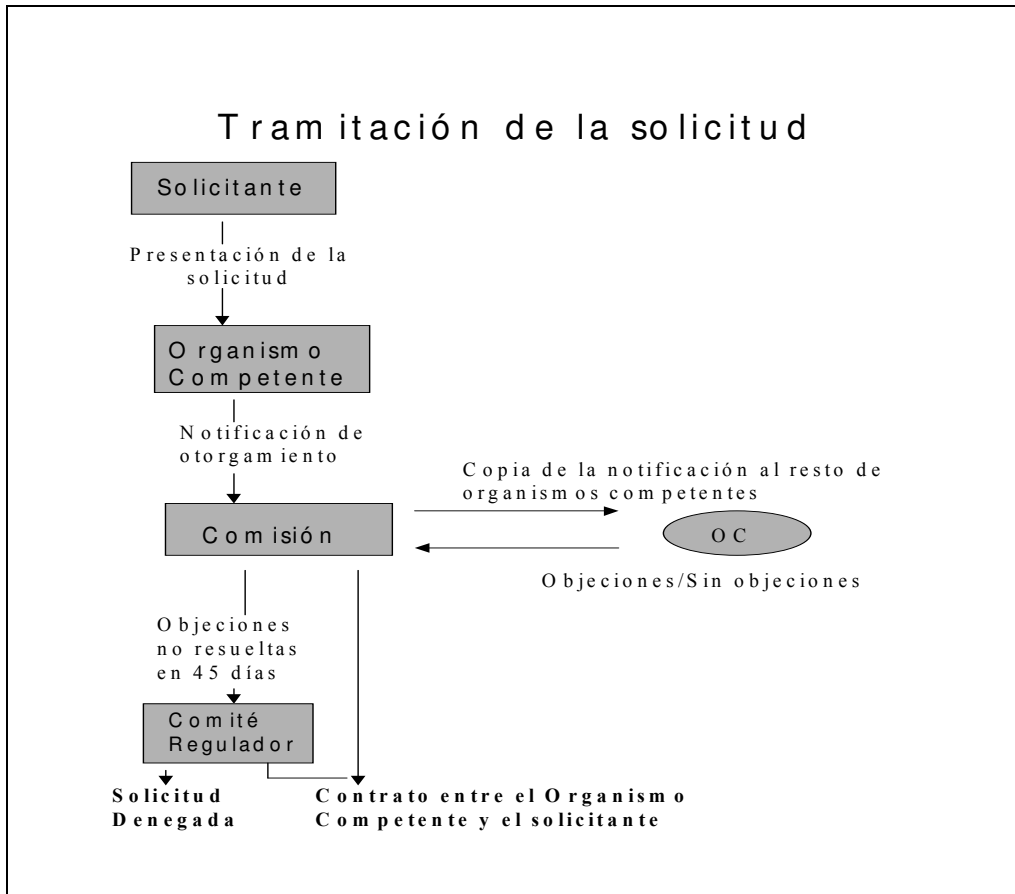 Tramitación de la solicitud
Solicitante
Presentación de la
solicitud
Organismo
Competente
Notificación de
otorgamiento
Copia de la notificación al resto de
organismos competentes
Comisión
OC
Objeciones/Sin objeciones
Objeciones
no resueltas
en 45 días
Comité
Regulador
Solicitud
Denegada
Contrato entre el Organismo
Competente y el solicitante